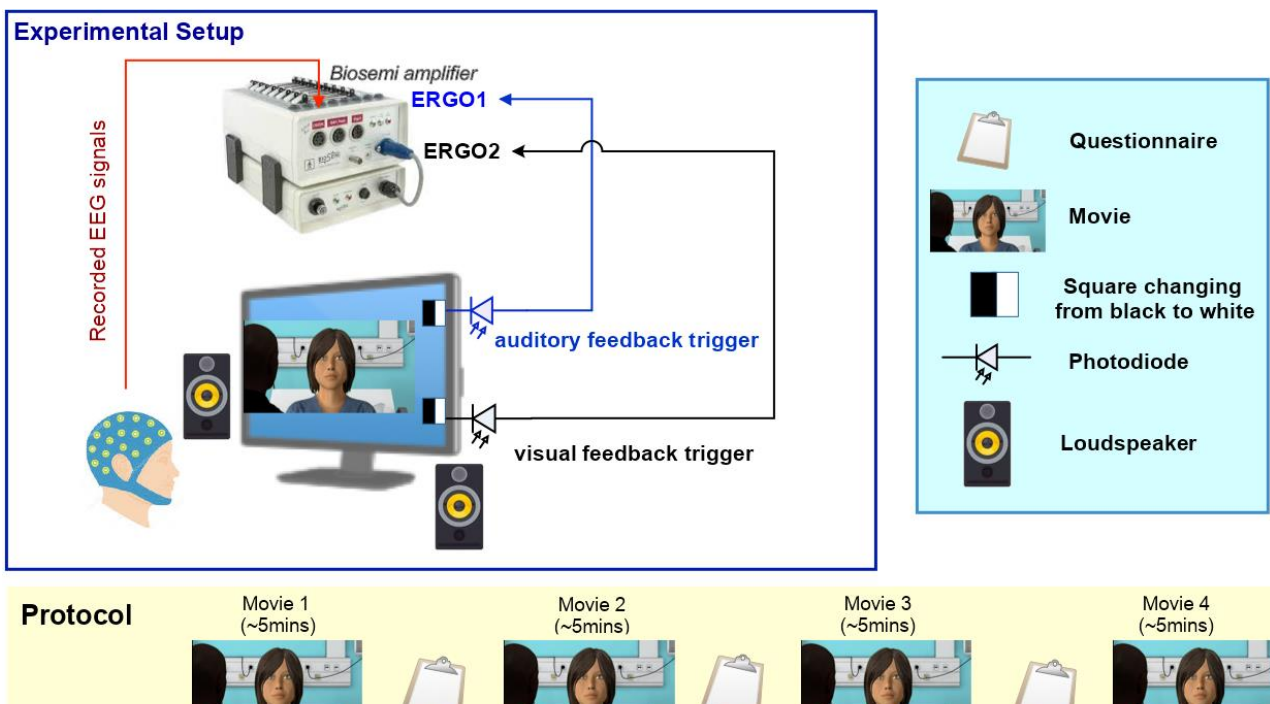 Experimental Setup
Biosemi amplifier
ERGO1
ERGO2
Recorded EEG signals
auditory feedback trigger
visual feedback trigger
Questionnaire
Movie
Square changing
from black to white
Photodiode
Loudspeaker
Protocol
Movie 1
(~5mins)
Movie 2
(~5mins)
Movie 3
(~5mins)
Movie 4
(~5mins)